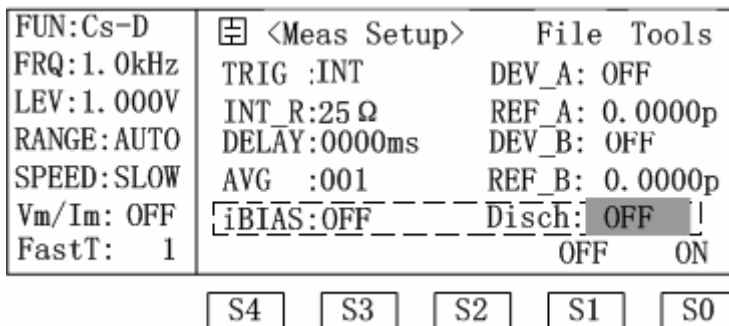 FUN:Cs-D
FRQ:1.0kHz
LEV:1.000V
RANGE:AUTO
SPEED:SLOW
Vm/Im: OFF
FastT: 1
<Meas Setup> File Tools
TRIG :INT DEV_A: OFF
INT_R:25Ω REF_A: 0.0000p
DELAY:0000ms DEV_B: OFF
AVG :001 REF_B: 0.0000p
iBIAS:OFF Disch: OFF
OFF ON
S4 S3 S2 S1 S0